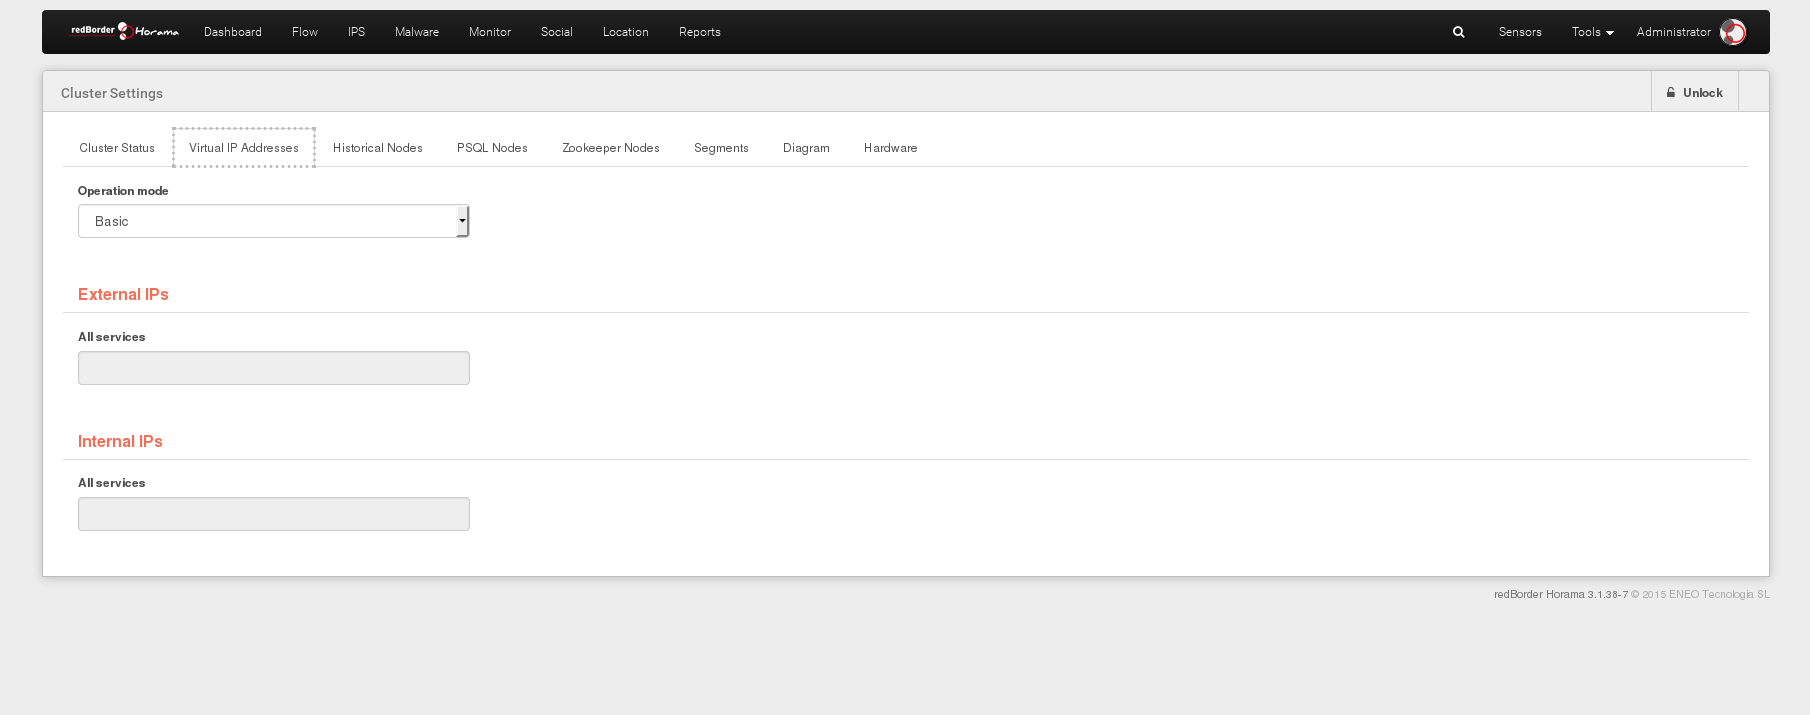 redBorder Horama Dashboard Flow IPS Malware Monitor Social Location Reports Sensors Tools Administrator
Cluster Settings Unlock
Cluster Status Virtual IP Addresses Historical Nodes PSQL Nodes Zookeeper Nodes Segments Diagram Hardware
Operation mode
Basic
External IPs
All services
Internal IPs
All services
redBorder Horama 3.1.38-7 © 2015 ENEO Tecnologia SL